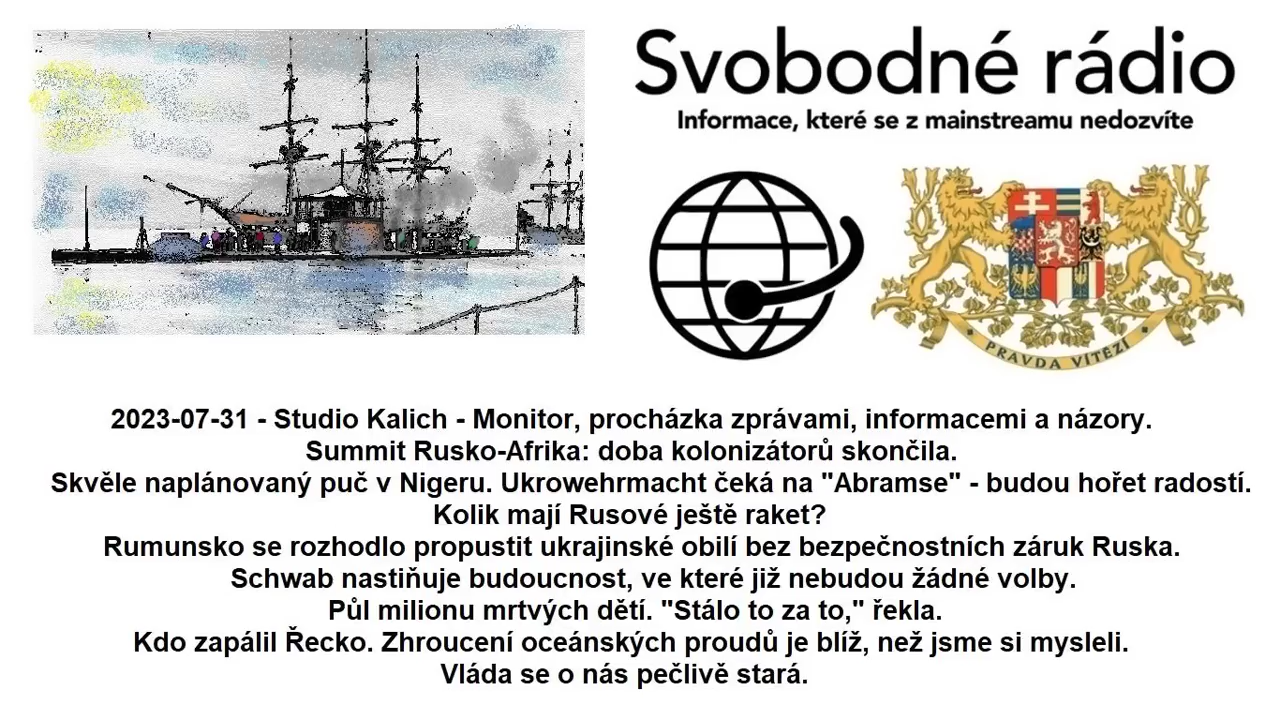 Svobodné rádio
Informace, které se z mainstreamu nedozvíte
PRAVDA VÍTĚZÍ
2023-07-31 - Studio Kalich - Monitor, procházka zprávami, informacemi a názory.
Summit Rusko-Afrika: doba kolonizátorů skončila.
Skvěle naplánovaný puč v Nigeru. Ukrowehrmacht čeká na "Abramse" - budou hořet radostí.
Kolik mají Rusové ještě raket?
Rumunsko se rozhodlo propustit ukrajinské obilí bez bezpečnostních záruk Ruska.
Schwab nastiňuje budoucnost, ve které již nebudou žádné volby.
Půl milionu mrtvých dětí. "Stálo to za to," řekla.
Kdo zapálil Řecko. Zhroucení oceánských proudů je blíž, než jsme si mysleli.
Vláda se o nás pečlivě stará.